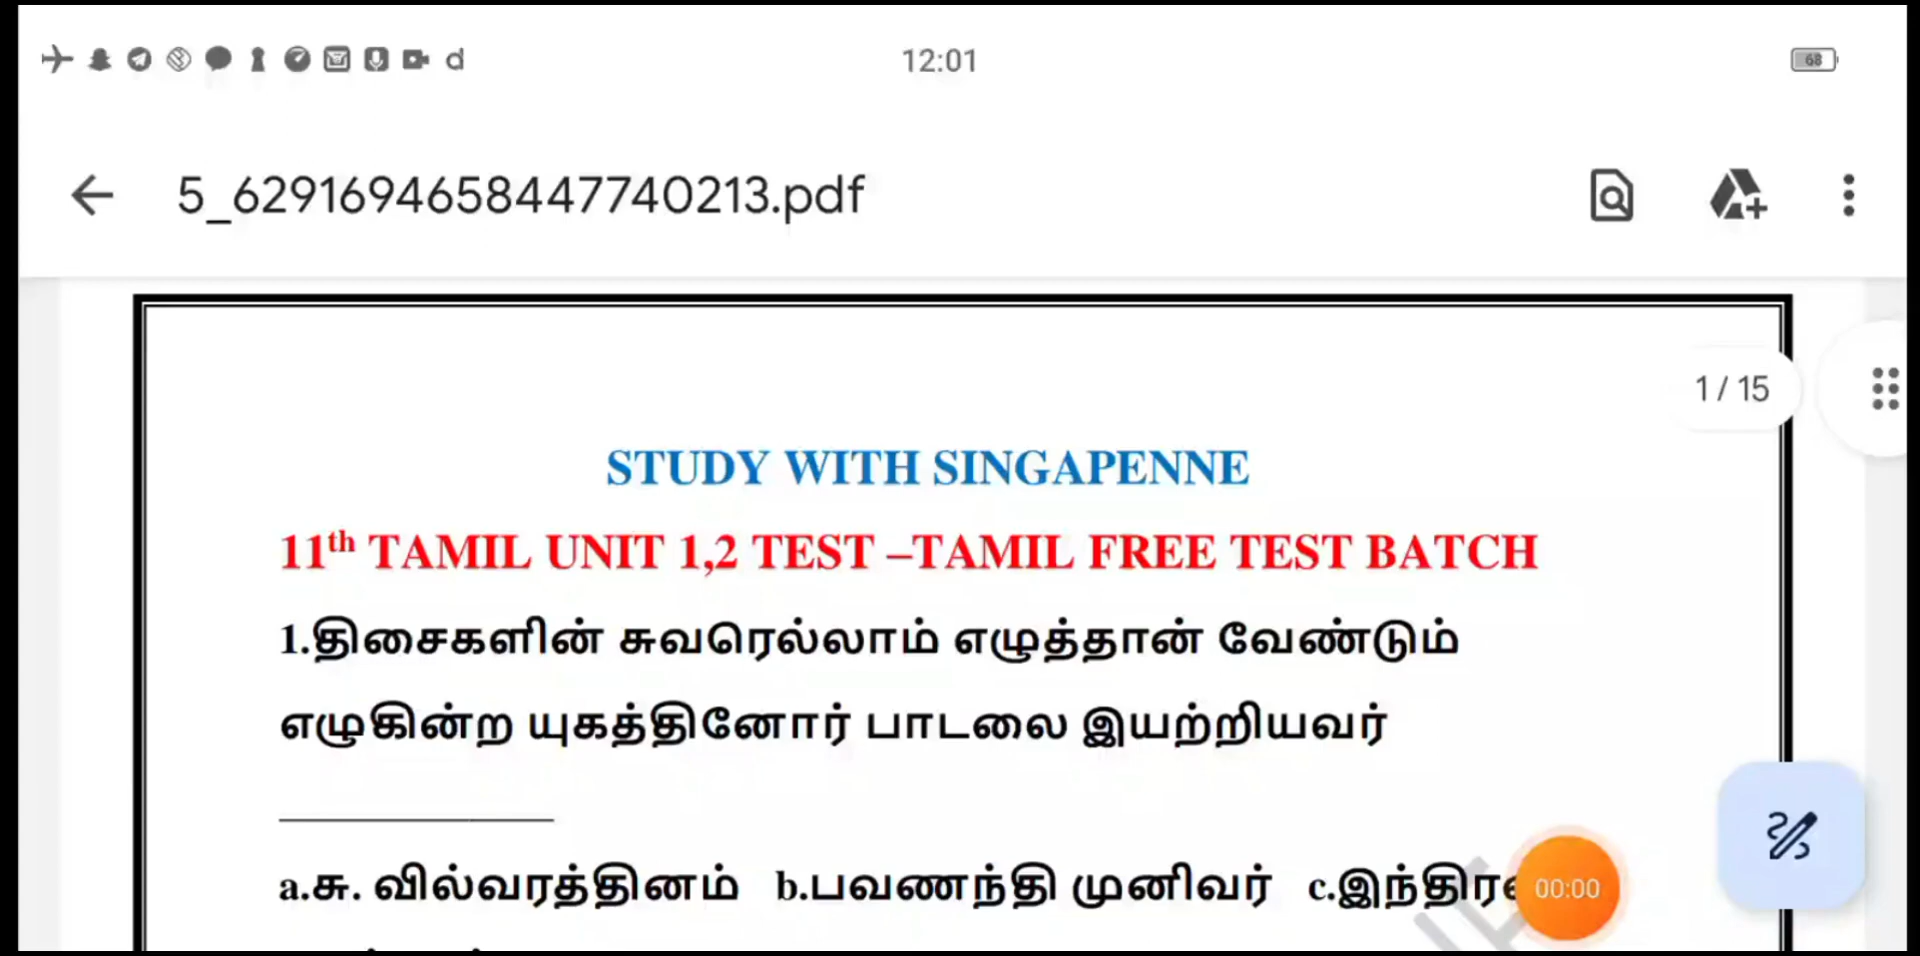 12:01
68
5_6291694658447740213.pdf
1 / 15
STUDY WITH SINGAPENNE
11th TAMIL UNIT 1,2 TEST –TAMIL FREE TEST BATCH
1.திசைகளின் சுவரெல்லாம் எழுத்தான் வேண்டும்
எழுகின்ற யுகத்தினோர் பாடலை இயற்றியவர்
a.சு. வில்வரத்தினம் b.பவணந்தி முனிவர் c.
00:00